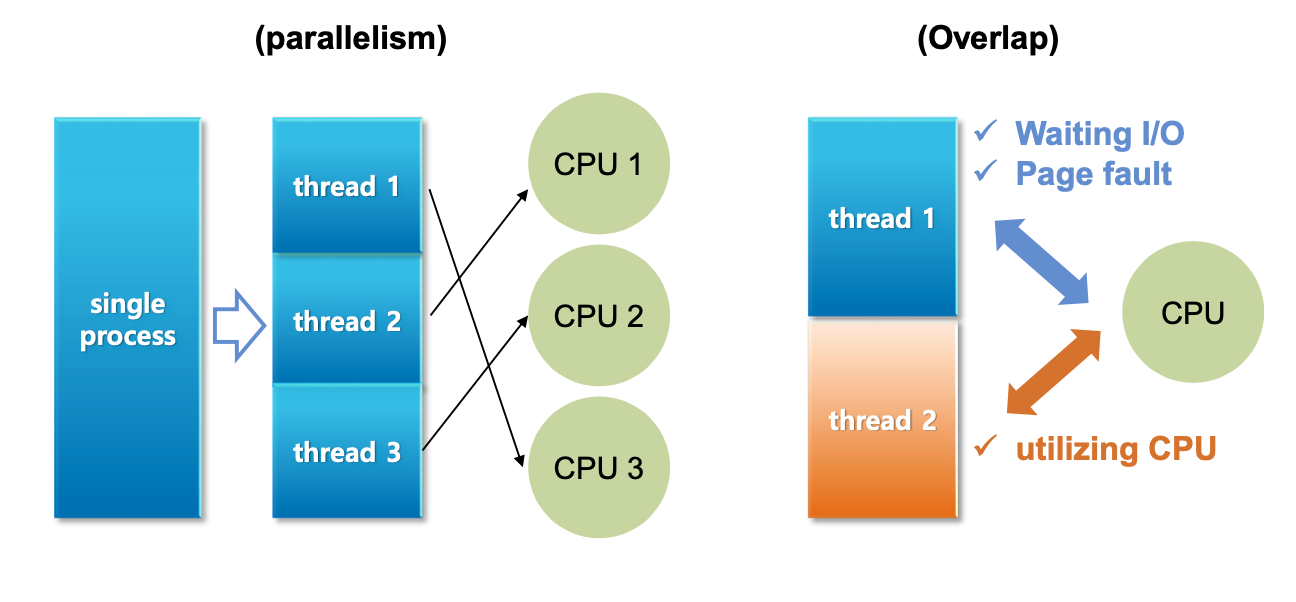 (parallelism)
single
process
thread 1
thread 2
thread 3
CPU 1
CPU 2
CPU 3
(Overlap)
thread 1
thread 2
✓ Waiting I/O
✓ Page fault
✓ utilizing CPU
CPU